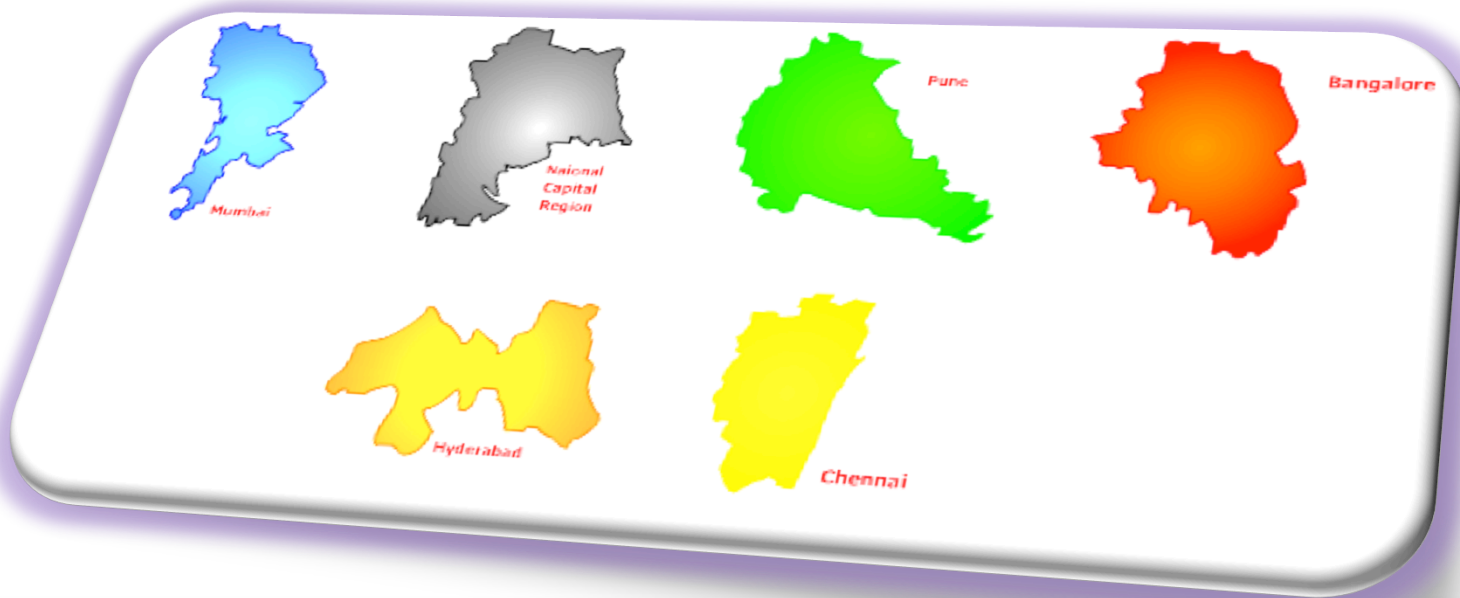 Mumbai
Naional
Capital
Region
Pune
Bangalore
Hyderabad
Chennai